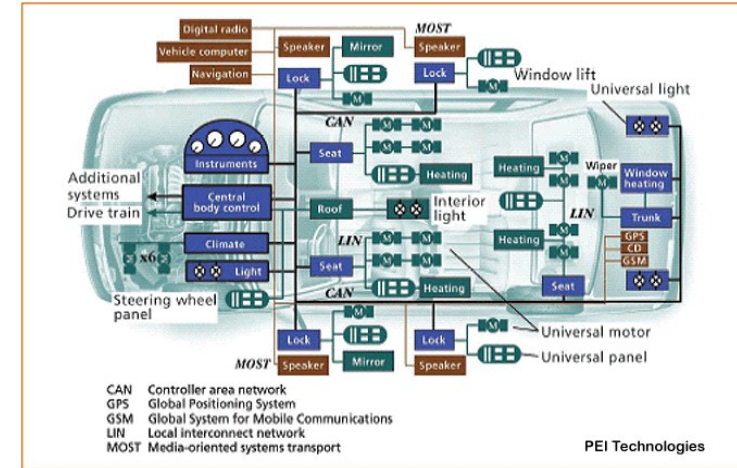 Digital radio
MOST
Vehicle computer
Speaker
Mirror
Speaker
Navigation
Lock
Lock
Window lift
M
M
Universal light
CAN
M M
Instruments
Seat
M M
Wiper
Window
heating
Heating
Heating
M
M
Additional
systems
Drive train
Central
body control
Roof
Interior
light
M
LIN
Trunk
GPS
CD
GSM
x6
Climate
LIN
M M
Heating
M
Light
Seat
M M
M
CAN
Heating
Seat
Steering wheel
panel
M
Lock
Lock
M
Universal motor
MOST
Speaker
Mirror
Speaker
Universal panel
CAN Controller area network
GPS Global Positioning System
GSM Global System for Mobile Communications
LIN Local interconnect network
MOST Media-oriented systems transport
PEI Technologies